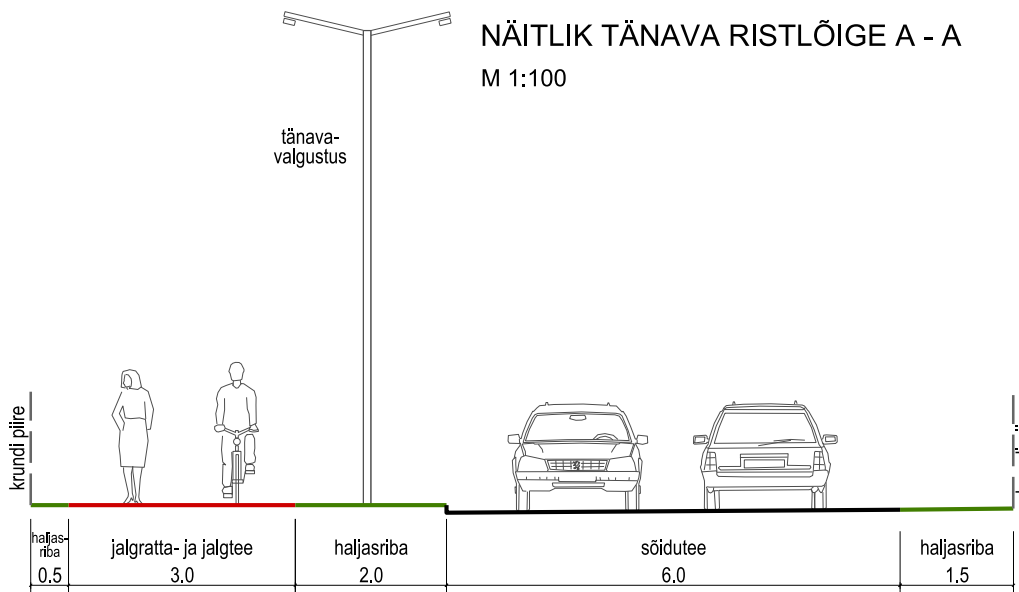 NÄITLIK TÄNAVA RISTLÕIGE A - A
M 1:100
tänava-
valgustus
krundi piire
haljas-
riba
0.5
jalgratta- ja jalgtee
3.0
haljasriba
2.0
sõidutee
6.0
haljasriba
1.5